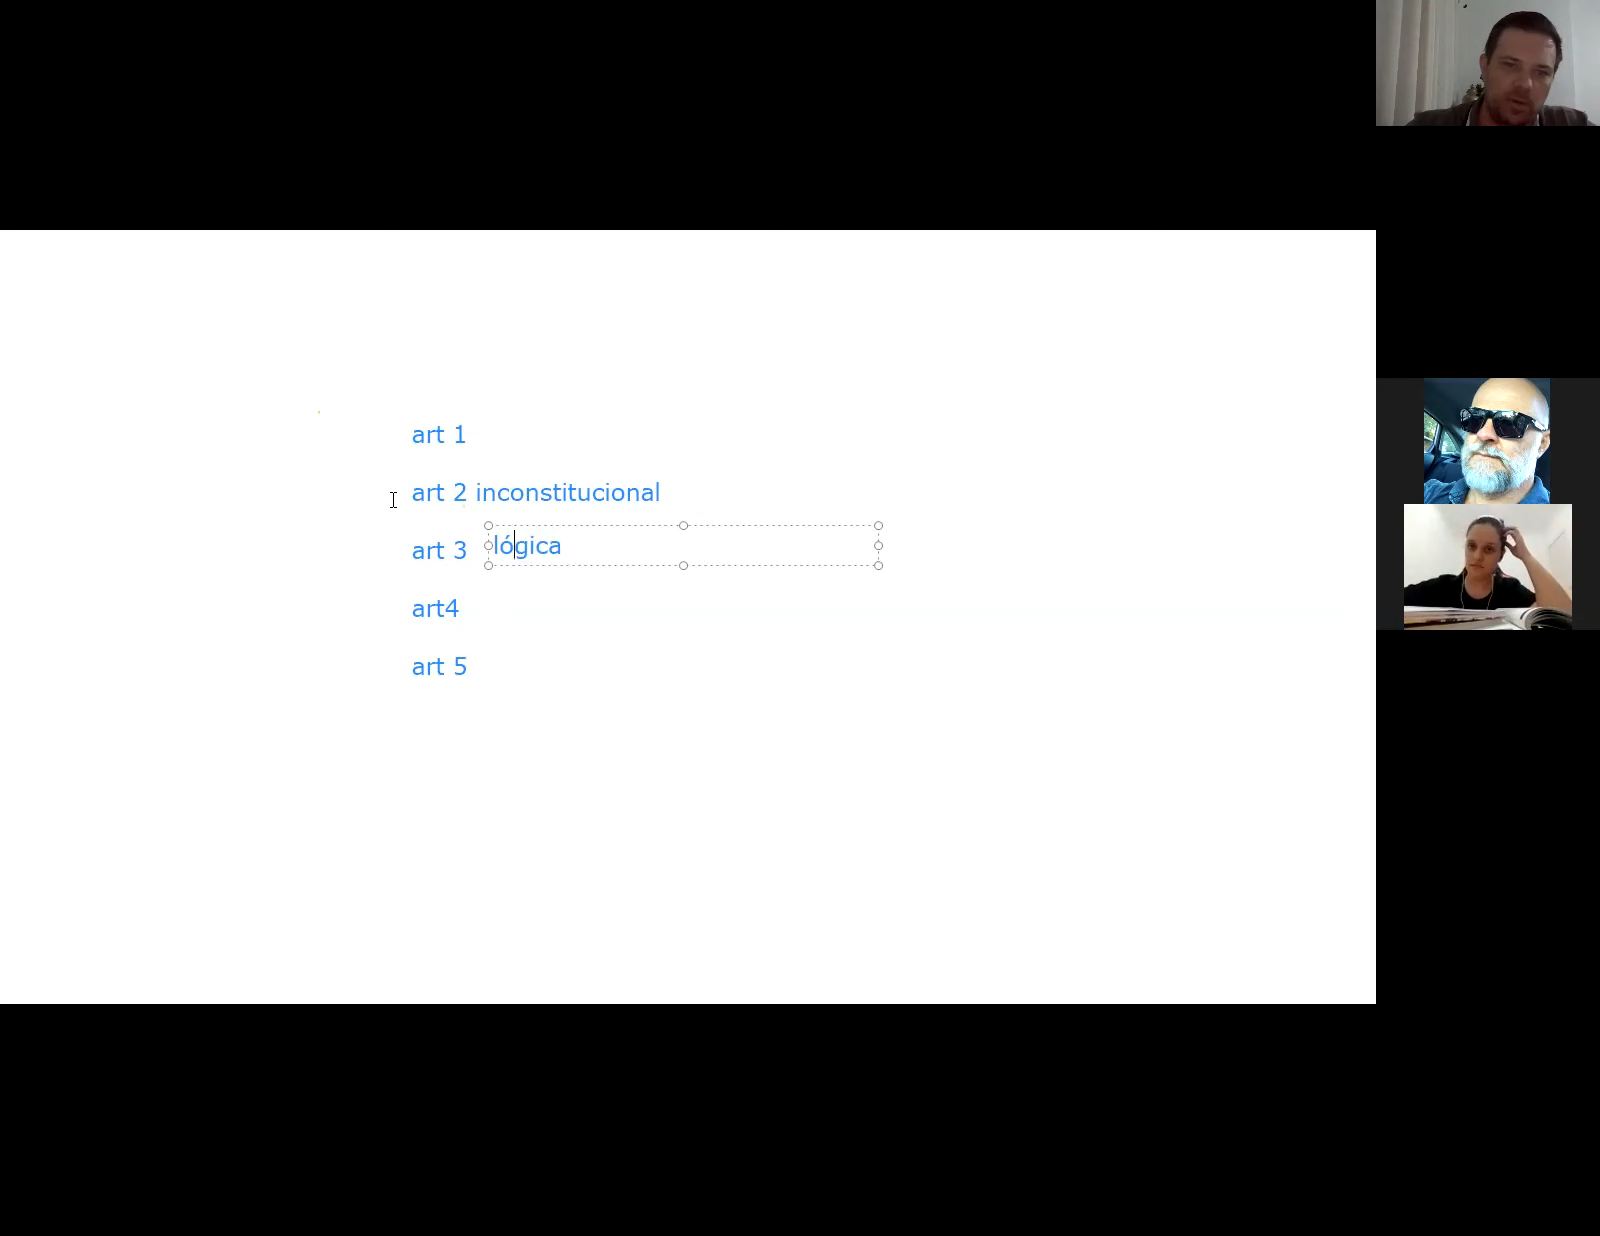 art 1
art 2 inconstitucional
art 3 lógica
art4
art 5